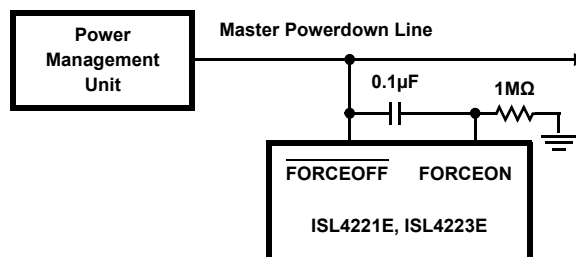 Power
Management
Unit
Master Powerdown Line
0.1µF
1MΩ
FORCEOFF FORCEON
ISL4221E, ISL4223E